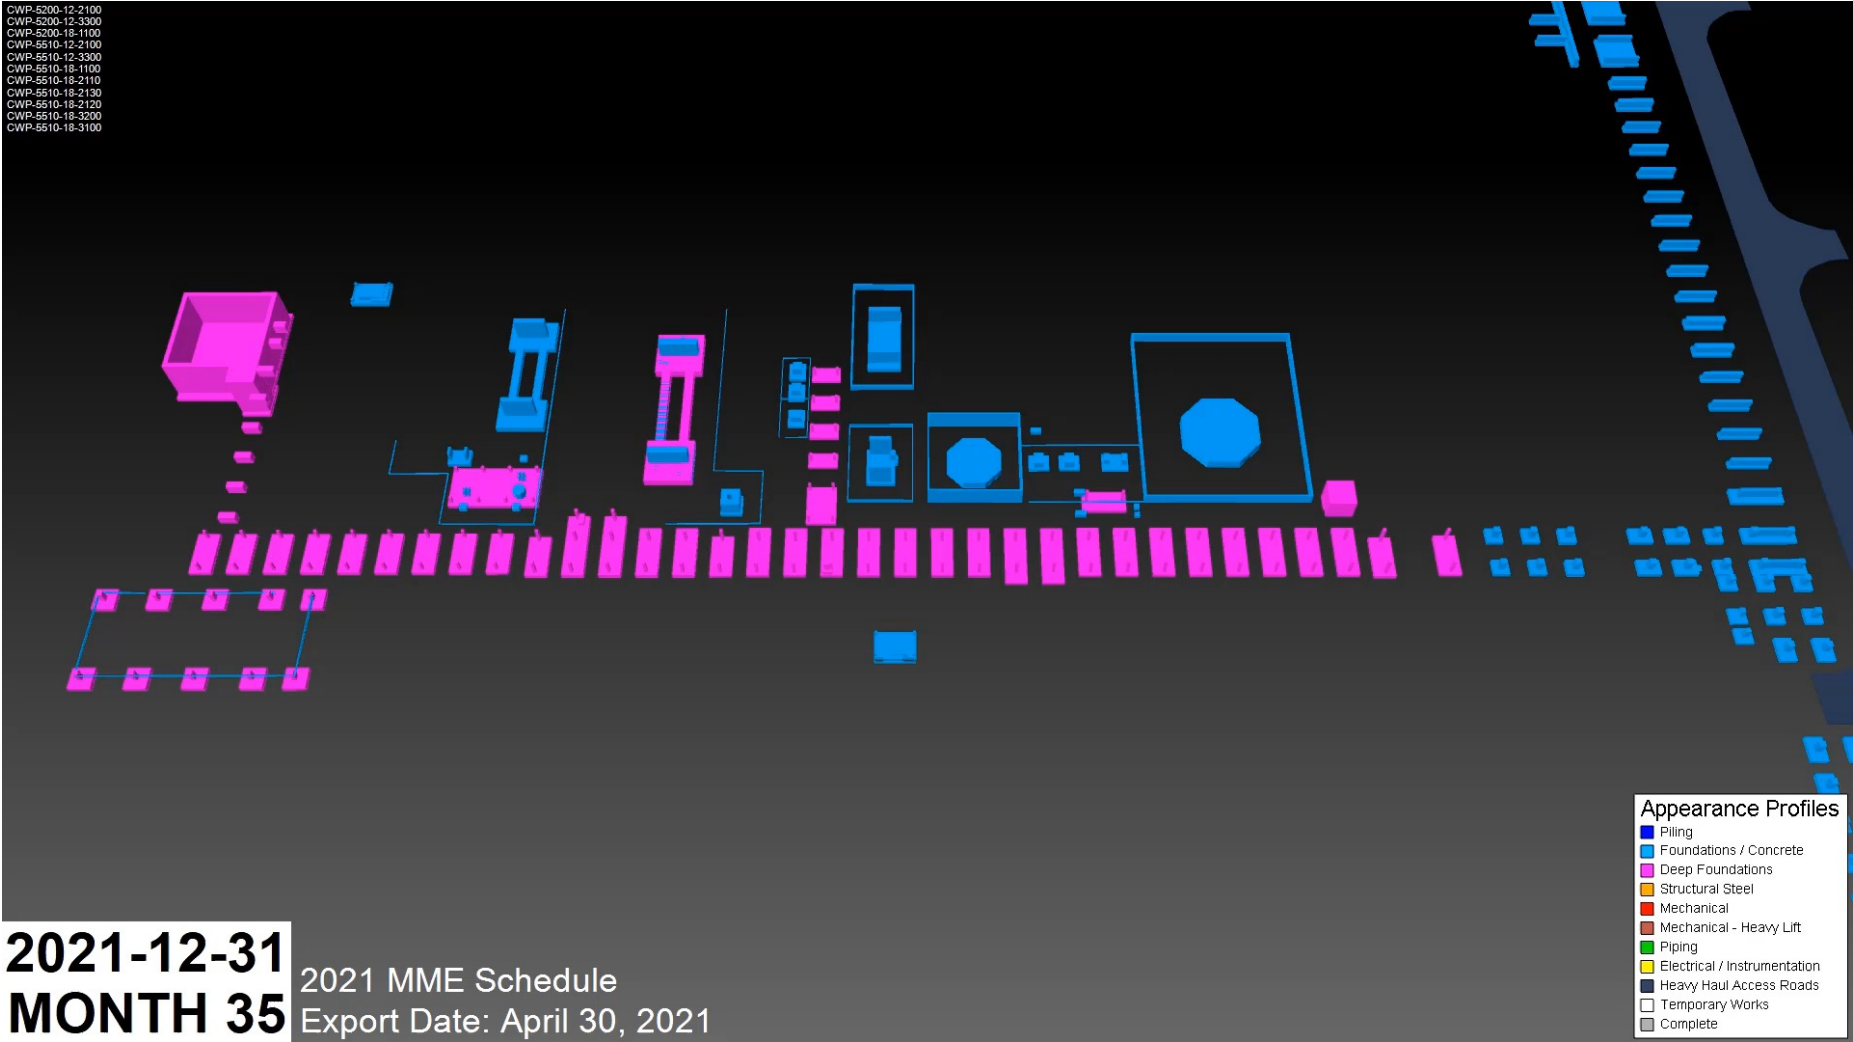 CWP-5200-12-2100
CWP-5200-12-3300
CWP-5200-18-1100
CWP-5510-12-2100
CWP-5510-12-3300
CWP-5510-18-1100
CWP-5510-18-2110
CWP-5510-18-2130
CWP-5510-18-2120
CWP-5510-18-3200
CWP-5510-18-3100
Appearance Profiles
Piling
Foundations / Concrete
Deep Foundations
Structural Steel
Mechanical
Mechanical - Heavy Lift
Piping
Electrical / Instrumentation
Heavy Haul Access Roads
Temporary Works
Complete
2021-12-31
MONTH 35
2021 MME Schedule
Export Date: April 30, 2021